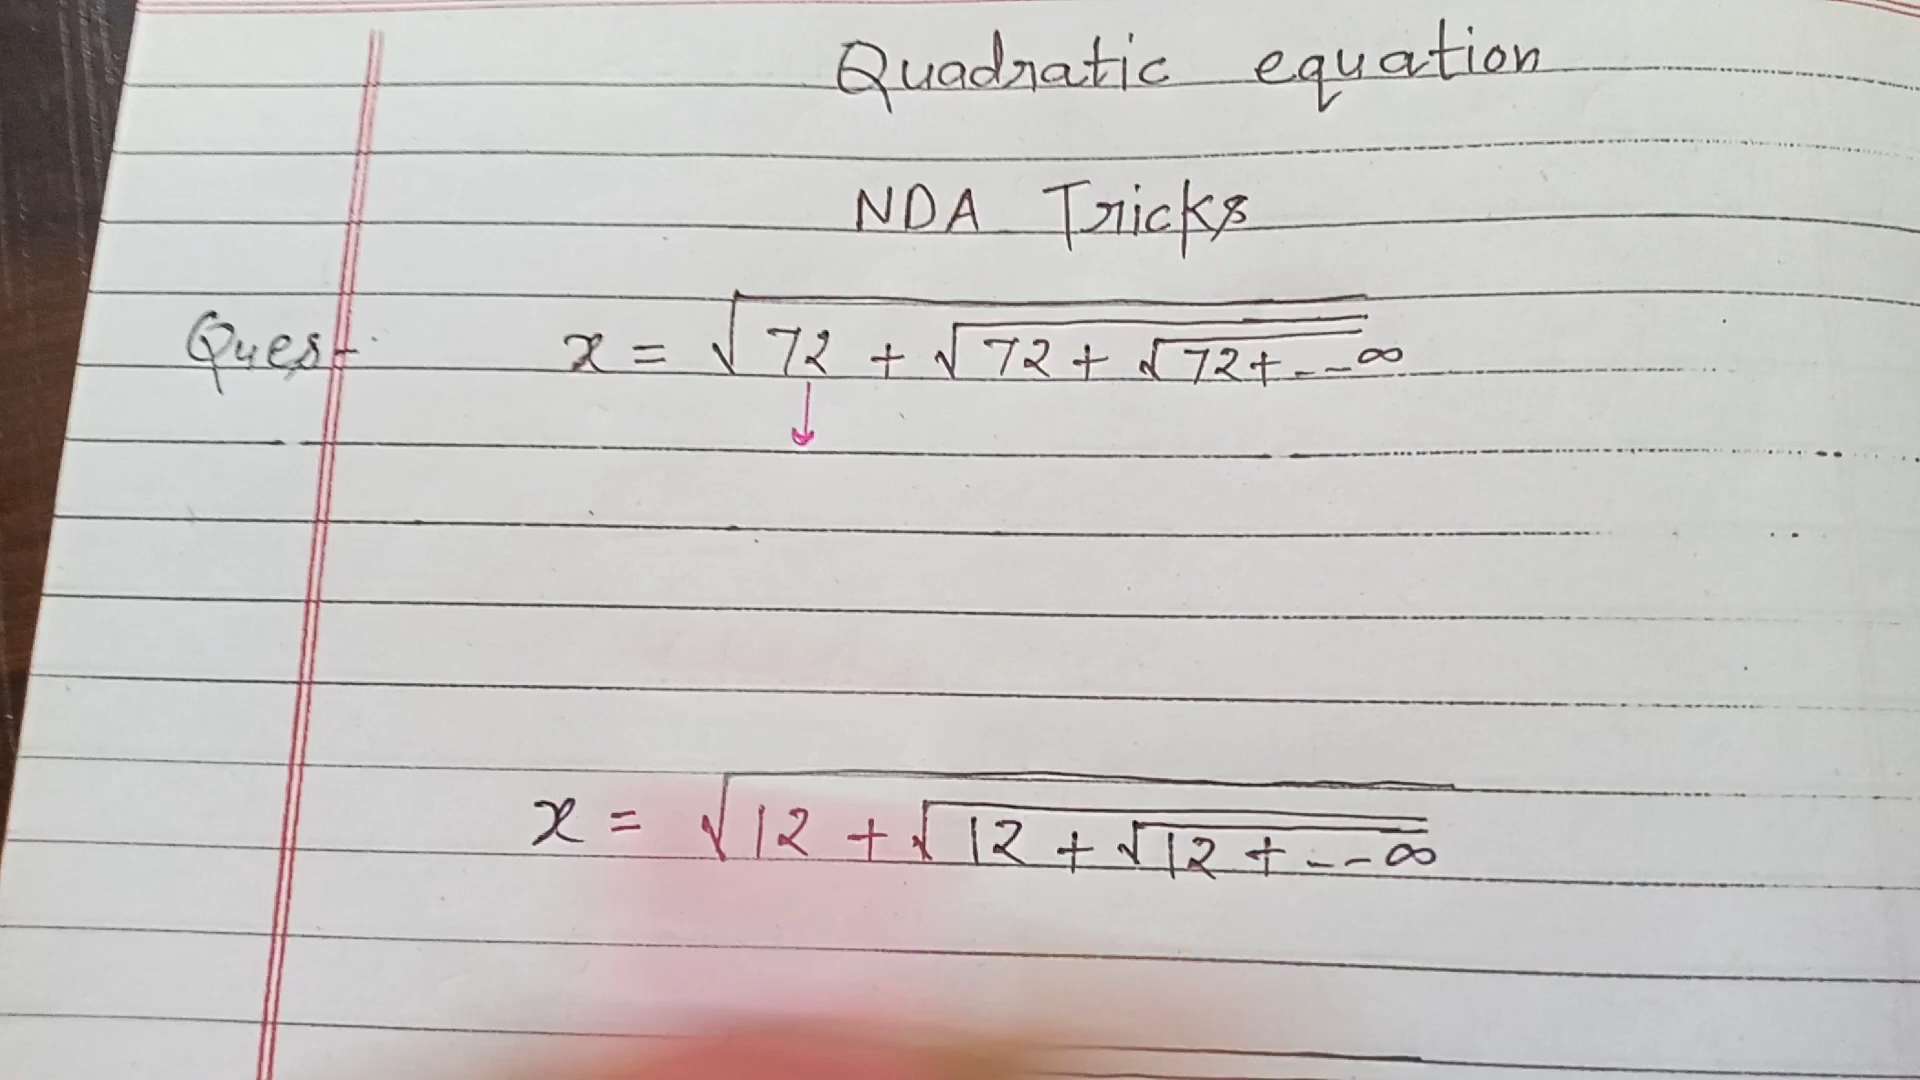 Quadratic equation
NDA Tricks
Ques- x = √72 + √72 + √72 + - - ∞
x = √12 + √12 + √12 + - - ∞